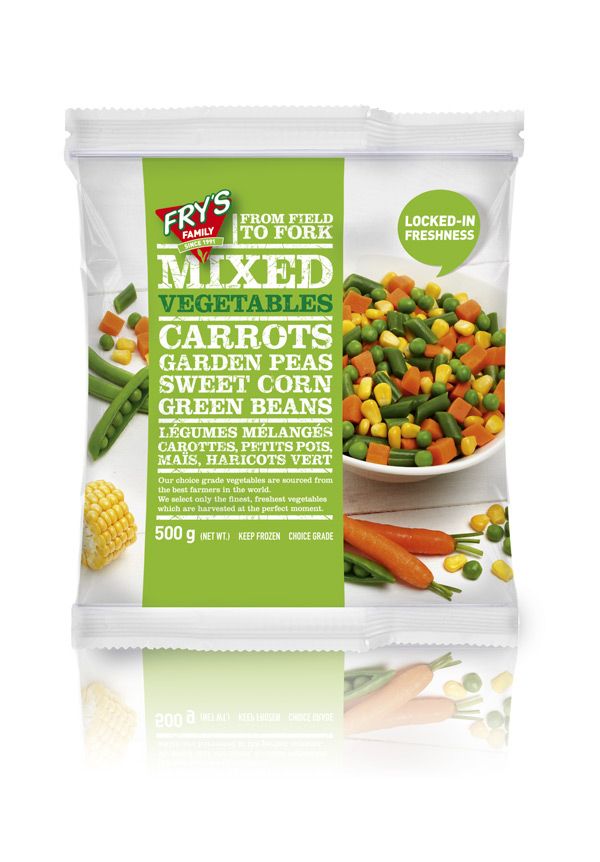 FRY'S
FAMILY
SINCE 1991
FROM FIELD
TO FORK
MIXED
VEGETABLES
CARROTS
GARDEN PEAS
SWEET CORN
GREEN BEANS
LÉGUMES MÉLANGÉS
CAROTTES, PETITS POIS,
MAÏS, HARICOTS VERT
Our choice grade vegetables are sourced from
the best farmers in the world.
We select only the finest, freshest vegetables
which are harvested at the perfect moment.
500 g (NET WT.) KEEP FROZEN CHOICE GRADE
LOCKED-IN
FRESHNESS